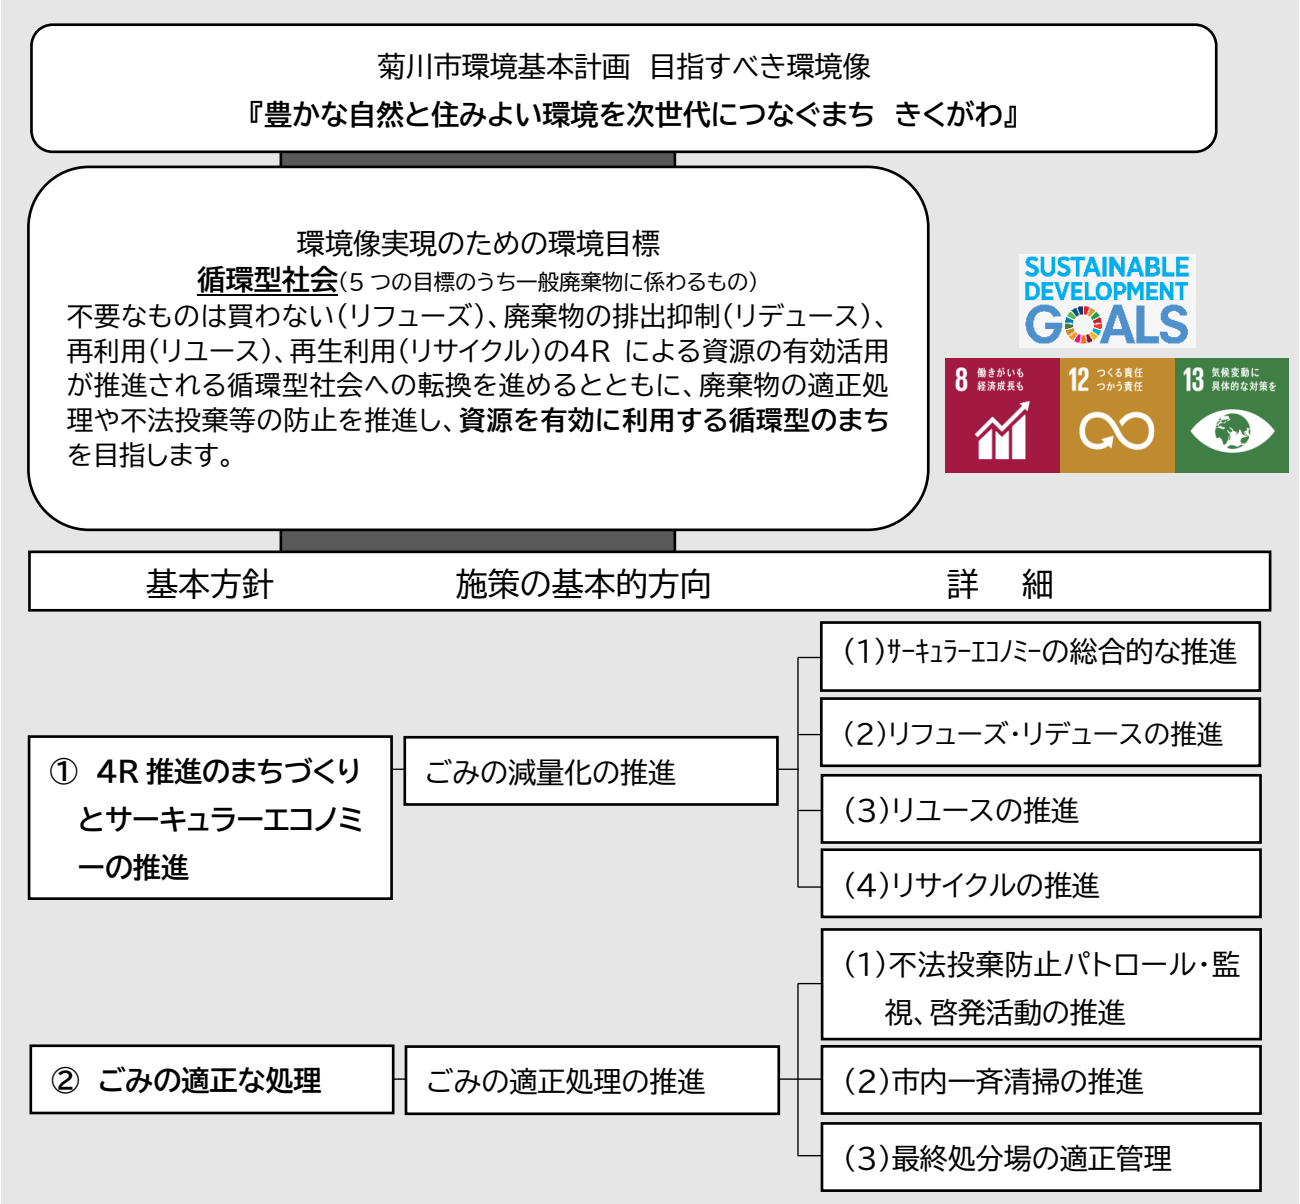 菊川市環境基本計画　目指すべき環境像
『豊かな自然と住みよい環境を次世代につなぐまち　きくがわ』
環境像実現のための環境目標
循環型社会(5 つの目標のうち一般廃棄物に係わるもの)
不要なものは買わない(リフューズ)、廃棄物の排出抑制(リデュース)、
再利用(リユース)、再生利用(リサイクル)の4R による資源の有効活用
が推進される循環型社会への転換を進めるとともに、廃棄物の適正処
理や不法投棄等の防止を推進し、資源を有効に利用する循環型のまち
を目指します。
SUSTAINABLE
DEVELOPMENT
GOALS
8 働きがいも
経済成長も
12 つくる責任
つかう責任
13 気候変動に
具体的な対策を
基本方針　施策の基本的方向　詳　細
① 4R 推進のまちづくり
とサーキュラーエコノミ
ーの推進
ごみの減量化の推進
(1)ｻｰｷｭﾗｰｴｺﾉﾐｰの総合的な推進
(2)リフューズ・リデュースの推進
(3)リユースの推進
(4)リサイクルの推進
② ごみの適正な処理
ごみの適正処理の推進
(1)不法投棄防止パトロール・監
視、啓発活動の推進
(2)市内一斉清掃の推進
(3)最終処分場の適正管理